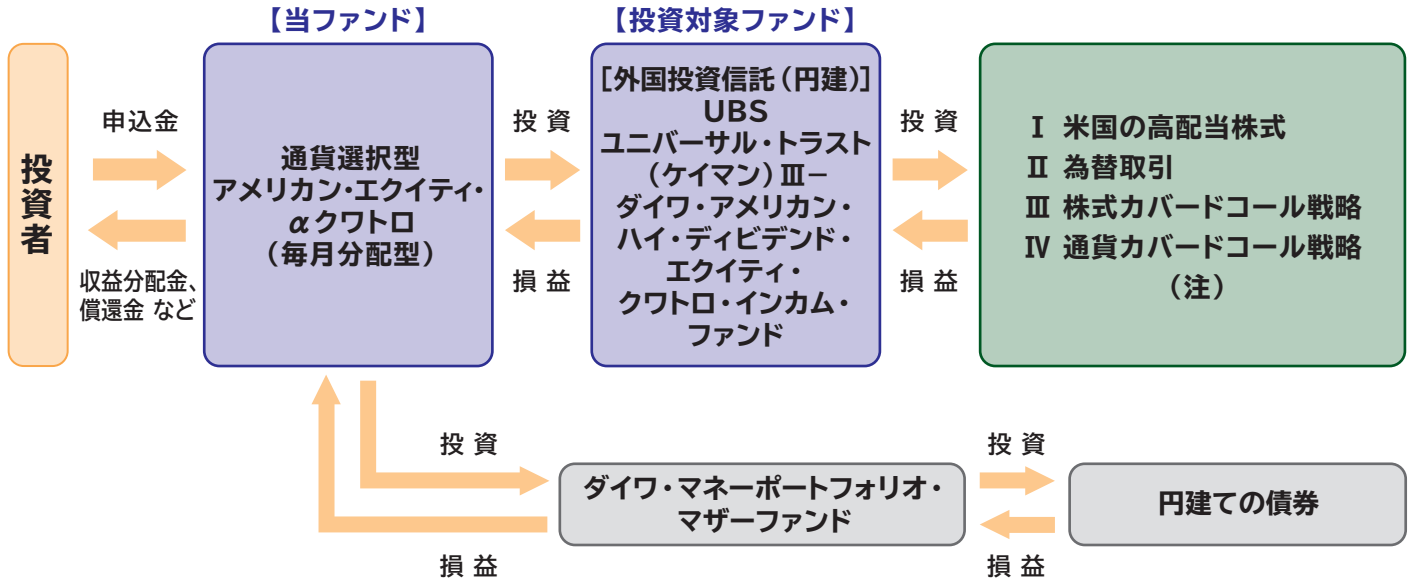 【当ファンド】
【投資対象ファンド】
投資者
申込金
収益分配金、
償還金 など
通貨選択型
アメリカン・エクイティ・
αクワトロ
（毎月分配型）
投 資
損 益
［外国投資信託（円建）］
UBS
ユニバーサル・トラスト
（ケイマン）Ⅲ－
ダイワ・アメリカン・
ハイ・ディビデンド・
エクイティ・
クワトロ・インカム・
ファンド
投 資
損 益
Ⅰ 米国の高配当株式
Ⅱ 為替取引
Ⅲ 株式カバードコール戦略
Ⅳ 通貨カバードコール戦略
（注）
投 資
損 益
ダイワ・マネーポートフォリオ・
マザーファンド
投 資
損 益
円建ての債券